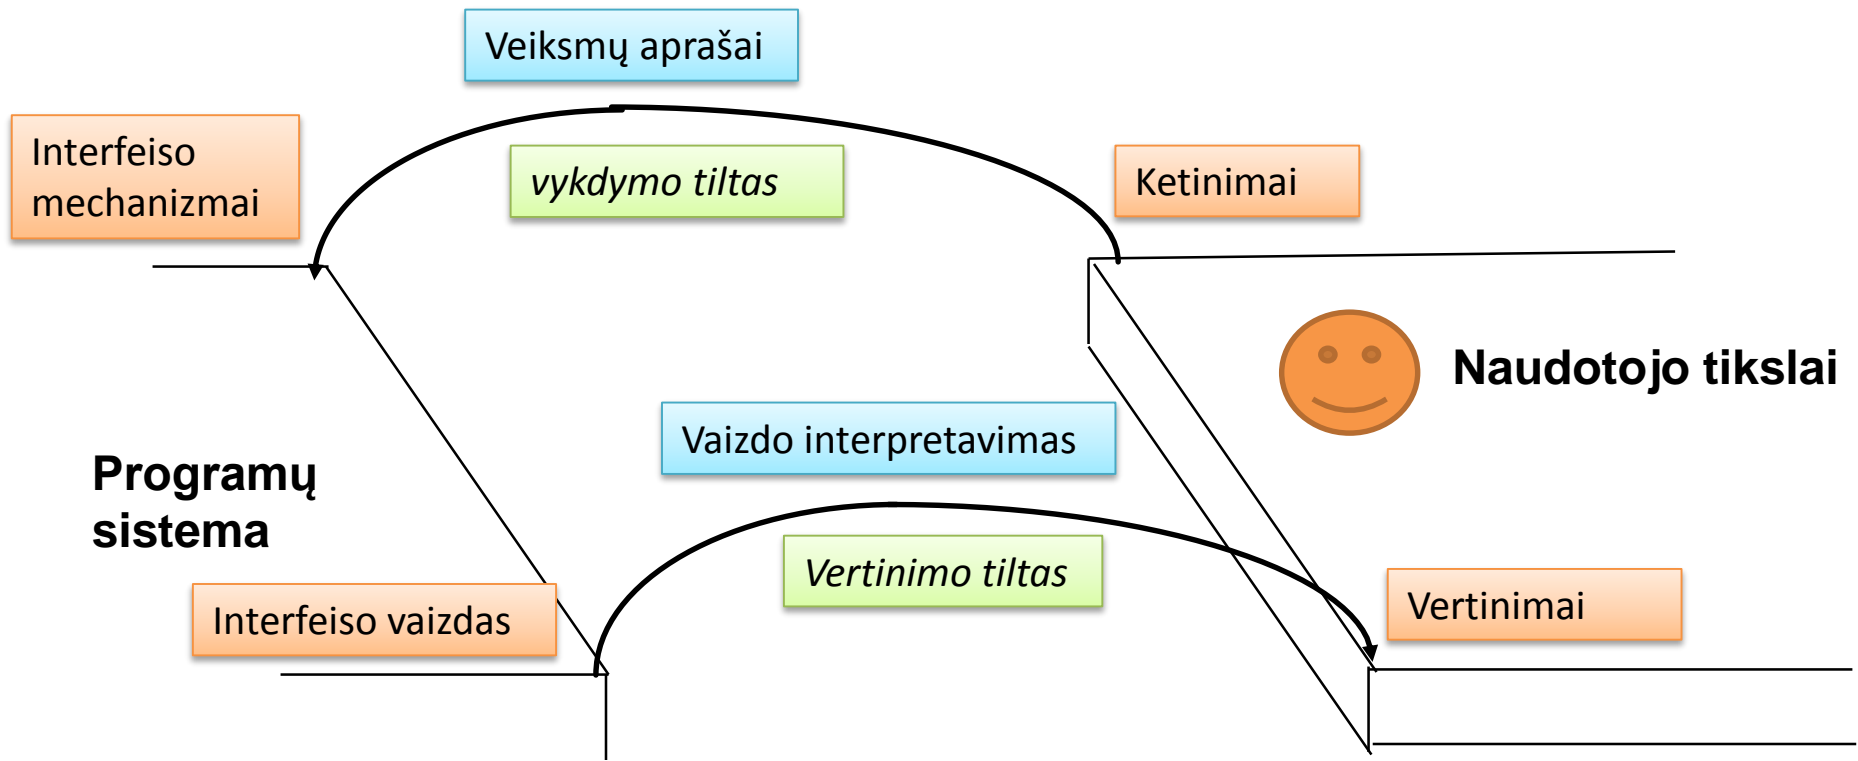 Veiksmų aprašai
Interfeiso
mechanizmai
vykdymo tiltas
Ketinimai
Naudotojo tikslai
Vaizdo interpretavimas
Programų
sistema
Vertinimo tiltas
Interfeiso vaizdas
Vertinimai